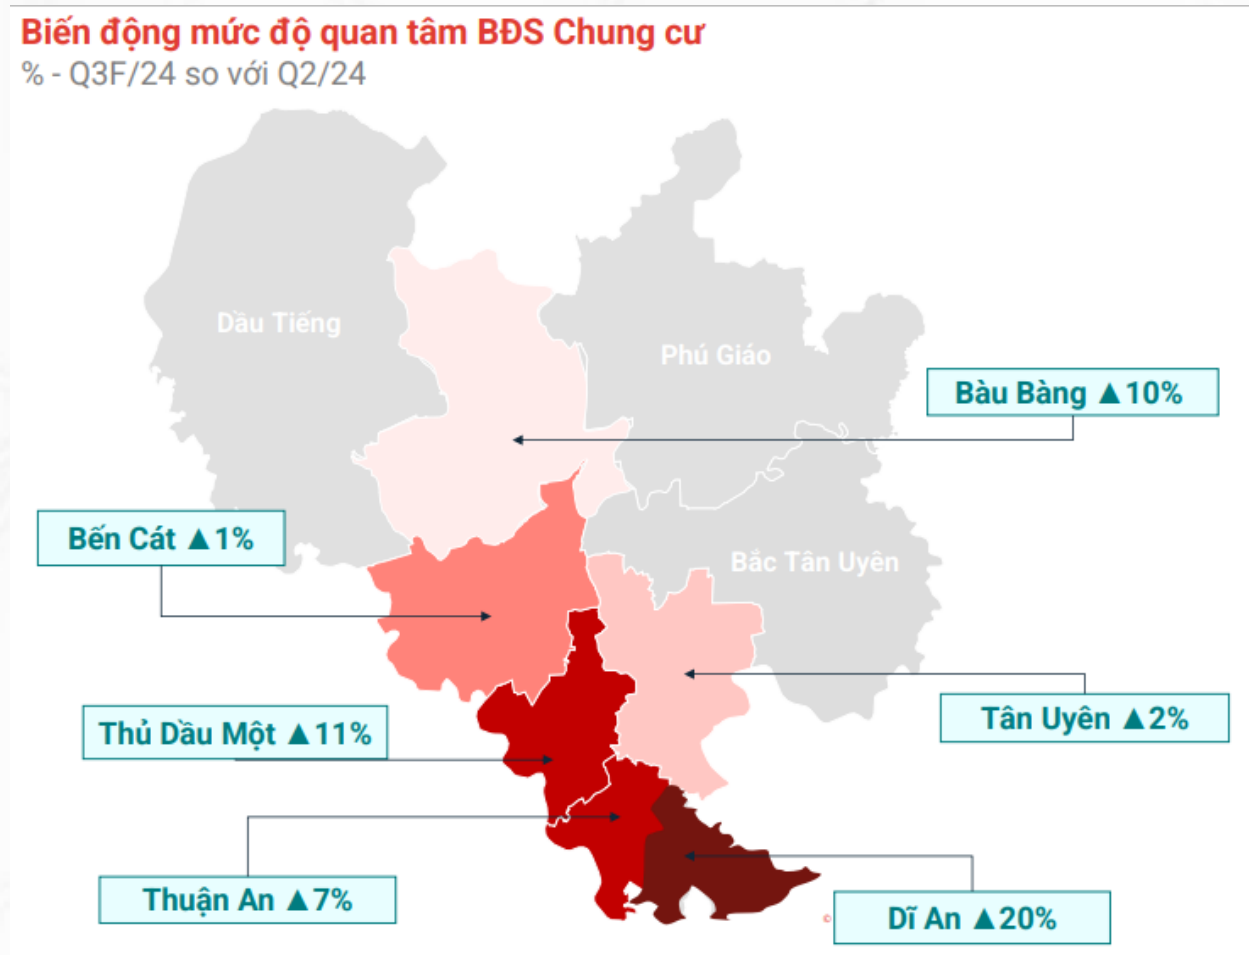 Biến động mức độ quan tâm BĐS Chung cư
% - Q3F/24 so với Q2/24
Dầu Tiếng
Phú Giáo
Bàu Bàng ▲10%
Bến Cát ▲1%
Bắc Tân Uyên
Tân Uyên ▲2%
Thủ Dầu Một ▲11%
Thuận An ▲7%
Dĩ An ▲20%
©